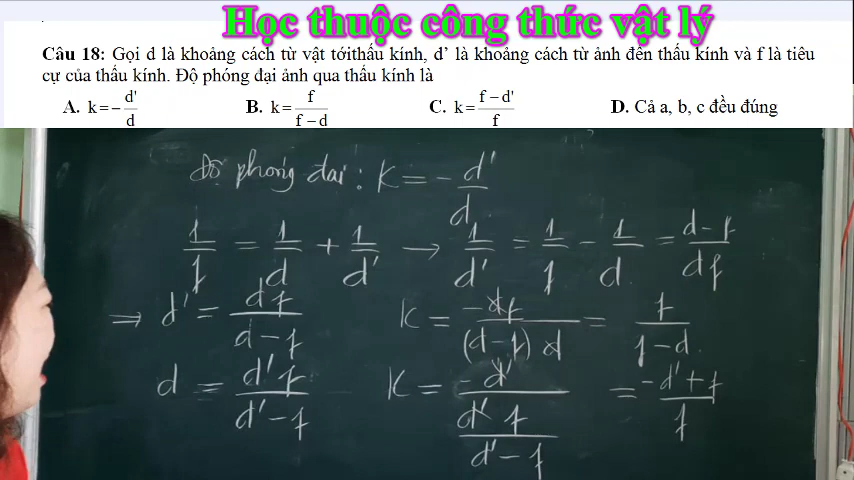 Học thuộc công thức vật lý
Câu 18: Gọi d là khoảng cách từ vật tớithấu kính, d’ là khoảng cách từ ảnh đến thấu kính và f là tiêu
cự của thấu kính. Độ phóng dại ảnh qua thấu kính là
A. k = − d'/d B. k = f/(f − d) C. k = (f − d')/f D. Cả a, b, c đều đúng
độ phóng đại : K = − d'/d
1/f = 1/d + 1/d' → 1/d' = 1/f − 1/d = (d − f)/(df)
⇒ d' = df/(d − f) K = −df/((d − f) d) = f/(f − d)
d = d'f/(d' − f) K = −d'/(d'f/(d' − f)) = (−d' + f)/f